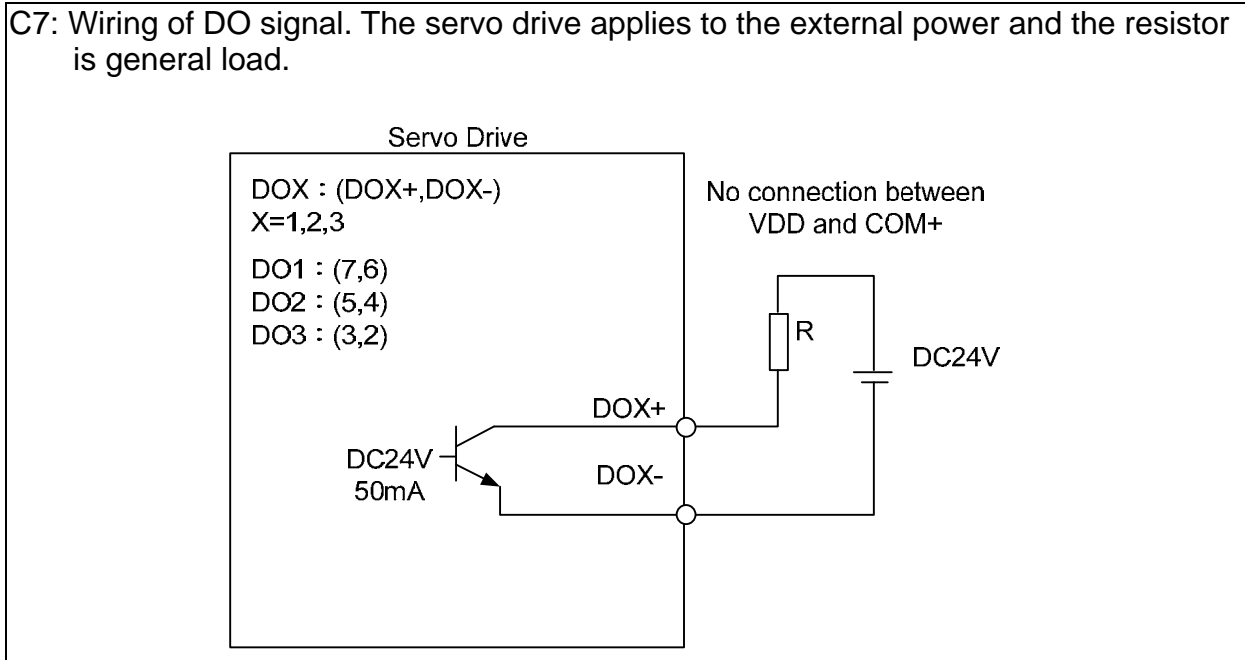 C7: Wiring of DO signal. The servo drive applies to the external power and the resistor
is general load.
Servo Drive
DOX：(DOX+,DOX-)
X=1,2,3
DO1：(7,6)
DO2：(5,4)
DO3：(3,2)
No connection between
VDD and COM+
R
DC24V
DOX+
DC24V
50mA
DOX-